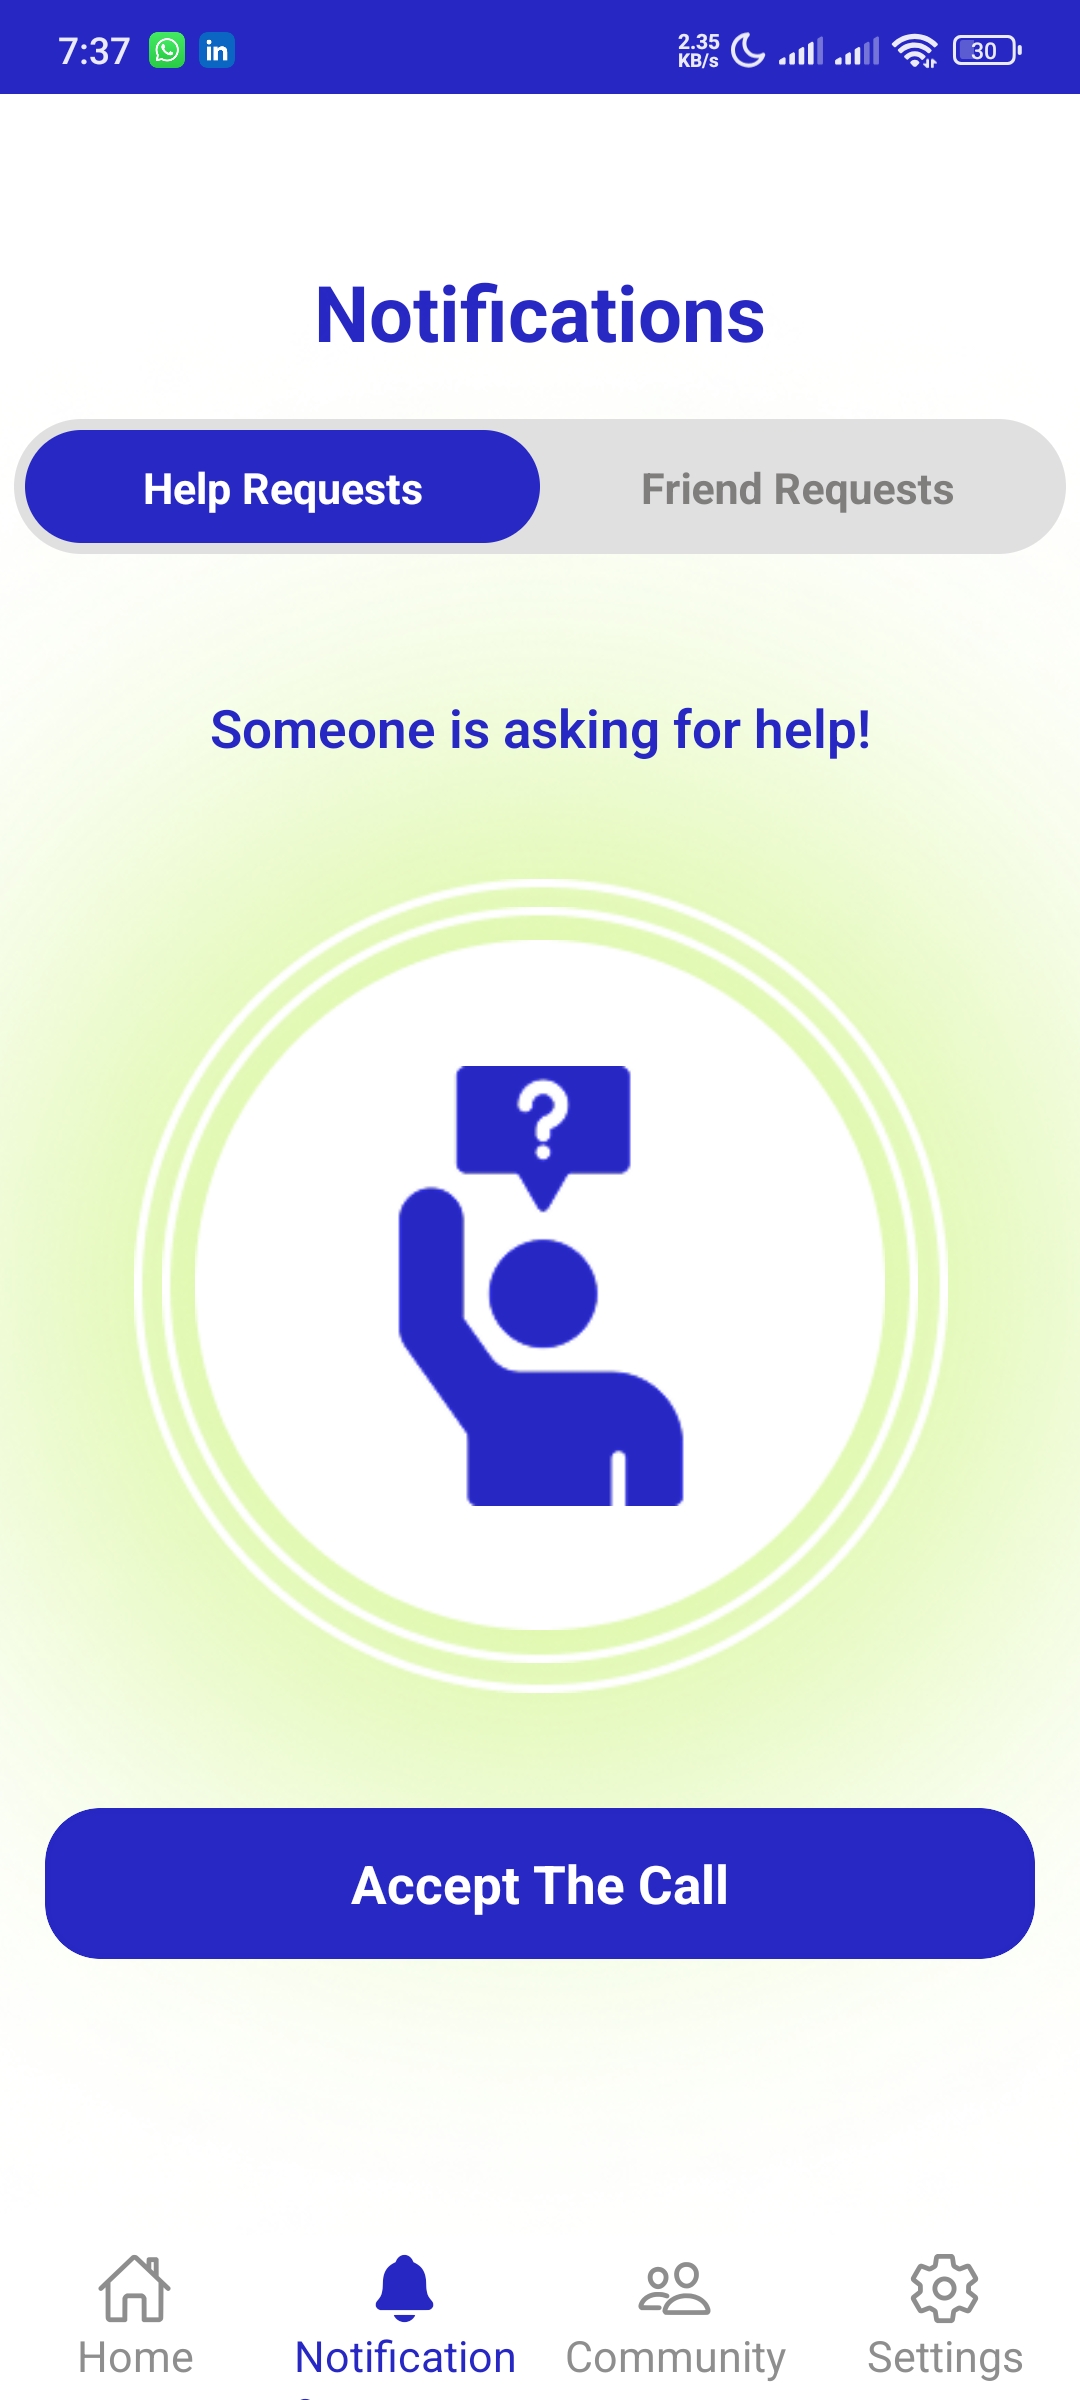 7:37 in 2.35 KB/s 30
Notifications
Help Requests Friend Requests
Someone is asking for help!
?
Accept The Call
Home Notification Community Settings